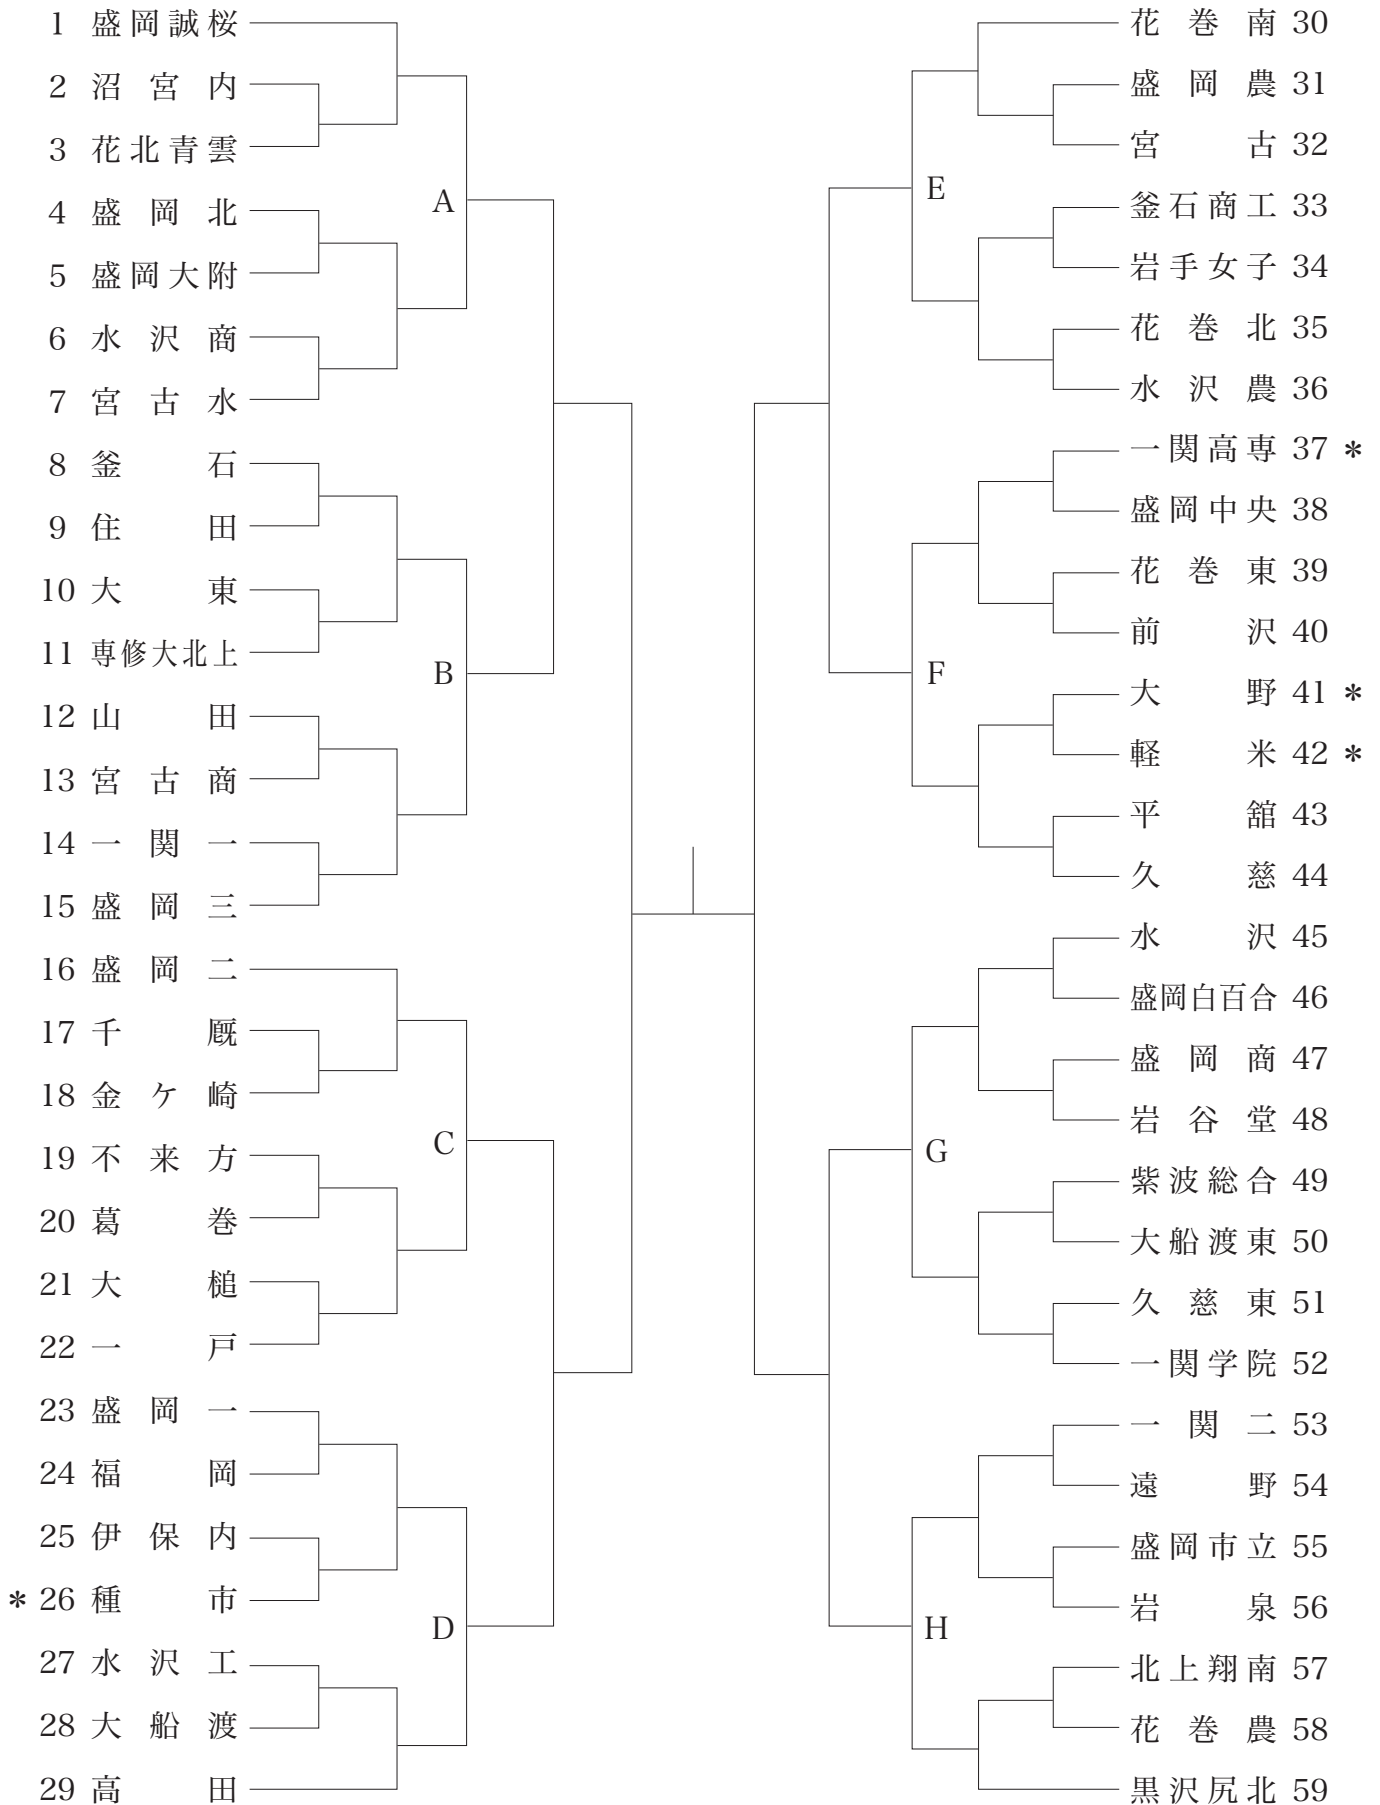 1 盛岡誠桜
2 沼宮内
3 花北青雲
A
4 盛岡北
5 盛岡大附
6 水沢商
7 宮古水
8 釜石
9 住田
10 大東
11 専修大北上
B
12 山田
13 宮古商
14 一関一
15 盛岡三
16 盛岡二
17 千厩
18 金ケ崎
C
19 不来方
20 葛巻
21 大槌
22 一戸
23 盛岡一
24 福岡
25 伊保内
* 26 種市
D
27 水沢工
28 大船渡
29 高田
花巻南 30
盛岡農 31
宮古 32
E
釜石商工 33
岩手女子 34
花巻北 35
水沢農 36
一関高専 37 *
盛岡中央 38
花巻東 39
前沢 40
F
大野 41 *
軽米 42 *
平舘 43
久慈 44
水沢 45
盛岡白百合 46
盛岡商 47
岩谷堂 48
G
紫波総合 49
大船渡東 50
久慈東 51
一関学院 52
一関二 53
遠野 54
盛岡市立 55
岩泉 56
H
北上翔南 57
花巻農 58
黒沢尻北 59